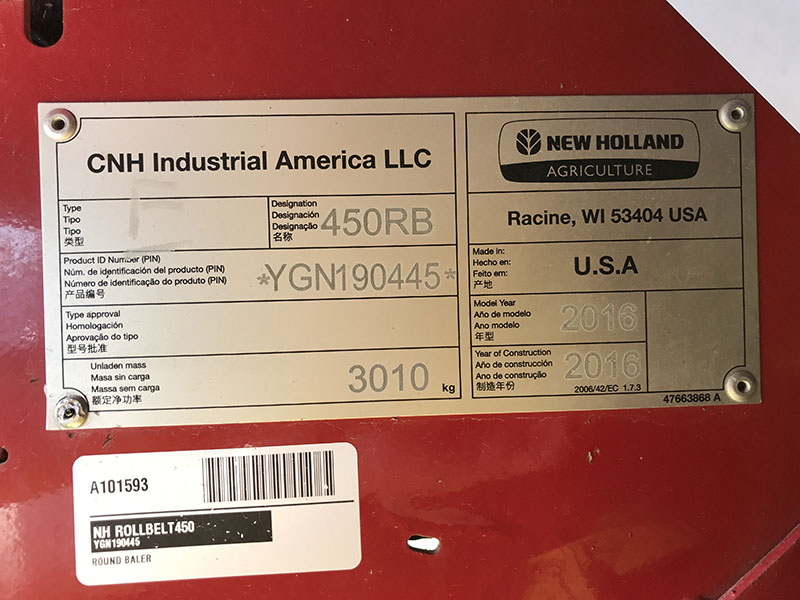 CNH Industrial America LLC
Type
Tipo
Tipo
类型
Designation
Designación
Designação
名称
450RB
Product ID Number (PIN)
Núm. de identificación del producto (PIN)
Número de identificação do produto (PIN)
产品编号
*YGN190445*
Type approval
Homologación
Aprovação do tipo
型号批准
Unladen mass
Masa sin carga
Massa sem carga
额定净功率
3010 kg
NEW HOLLAND
AGRICULTURE
Racine, WI 53404 USA
Made in:
Hecho en:
Feito em:
产地
U.S.A
Model Year
Año de modelo
Ano modelo
年型
2016
Year of Construction
Año de construcción
Ano de construção
制造年份
2016
2006/42/EC 1.7.3
47663868 A
A101593
NH ROLLBELT450
YGN190445
ROUND BALER